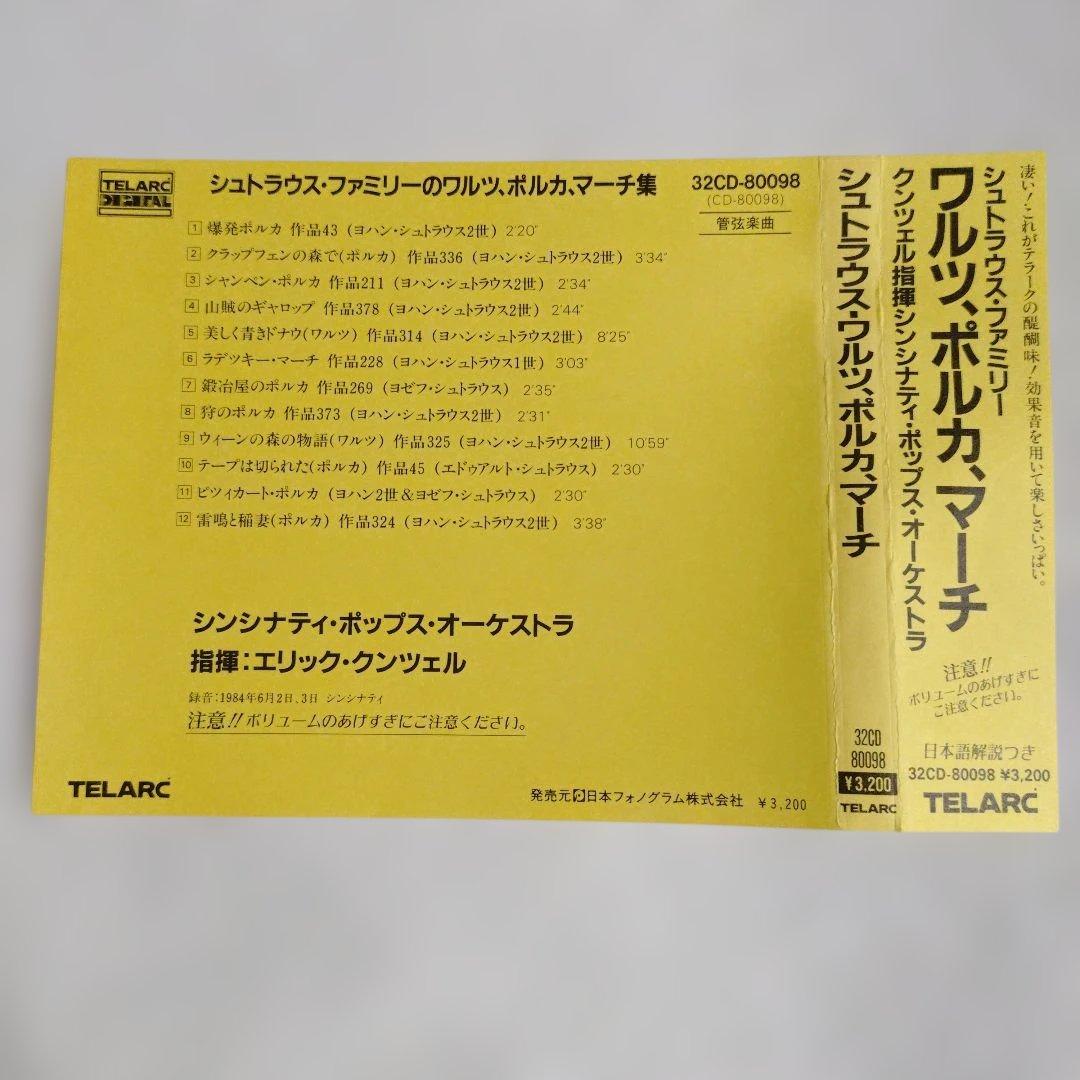 TELARC
DIGITAL
シュトラウス・ファミリーのワルツ、ポルカ、マーチ集
32CD-80098
(CD-80098)
管弦楽曲
1 爆発ポルカ 作品43 (ヨハン・シュトラウス2世) 2'20"
2 クラップフェンの森で(ポルカ) 作品336 (ヨハン・シュトラウス2世) 3'34"
3 シャンペン・ポルカ 作品211 (ヨハン・シュトラウス2世) 2'34"
4 山賊のギャロップ 作品378 (ヨハン・シュトラウス2世) 2'44"
5 美しく青きドナウ(ワルツ) 作品314 (ヨハン・シュトラウス2世) 8'25"
6 ラデツキー・マーチ 作品228 (ヨハン・シュトラウス1世) 3'03"
7 鍛冶屋のポルカ 作品269 (ヨゼフ・シュトラウス) 2'35"
8 狩のポルカ 作品373 (ヨハン・シュトラウス2世) 2'31"
9 ウィーンの森の物語(ワルツ) 作品325 (ヨハン・シュトラウス2世) 10'59"
10 テープは切られた(ポルカ) 作品45 (エドゥアルト・シュトラウス) 2'30"
11 ピツィカート・ポルカ (ヨハン2世&ヨゼフ・シュトラウス) 2'30"
12 雷鳴と稲妻(ポルカ) 作品324 (ヨハン・シュトラウス2世) 3'38"
シンシナティ・ポップス・オーケストラ
指揮:エリック・クンツェル
録音:1984年6月2日、3日 シンシナティ
注意!! ボリュームのあげすぎにご注意ください。
TELARC
発売元 日本フォノグラム株式会社 ¥3,200
シュトラウス・ワルツ、ポルカ、マーチ
32CD
80098
¥3,200
TELARC
凄い!これがテラークの醍醐味!効果音を用いて楽しさいっぱい。
シュトラウス・ファミリー
ワルツ、ポルカ、マーチ
クンツェル指揮シンシナティ・ポップス・オーケストラ
注意!!
ボリュームのあげすぎに
ご注意ください。
日本語解説つき
32CD-80098 ¥3,200
TELARC